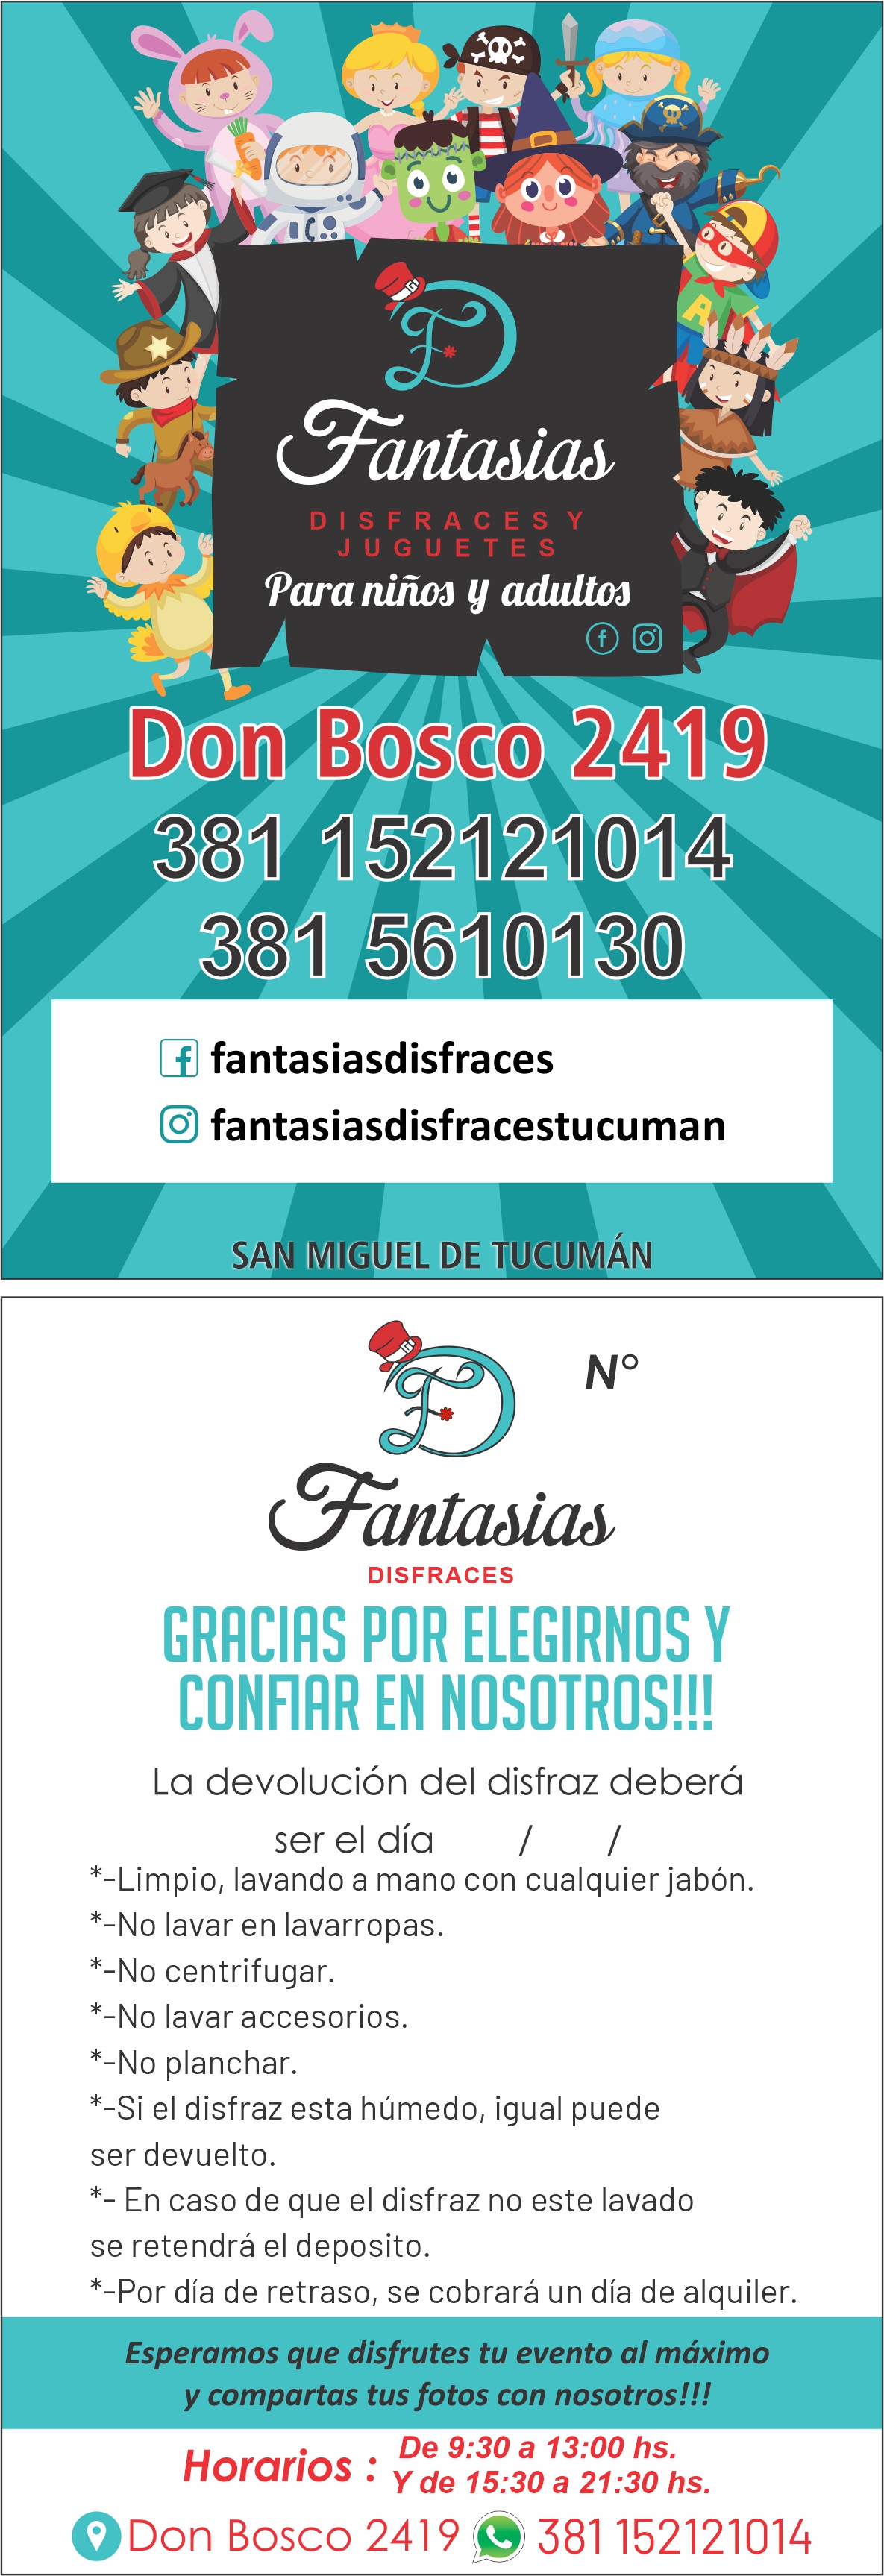 Fantasias
DISFRACES Y
JUGUETES
Para niños y adultos
Don Bosco 2419
381 152121014
381 5610130
fantasiasdisfraces
fantasiasdisfracestucuman
SAN MIGUEL DE TUCUMÁN
N°
Fantasias
DISFRACES
GRACIAS POR ELEGIRNOS Y
CONFIAR EN NOSOTROS!!!
La devolución del disfraz deberá
ser el día / /
*-Limpio, lavando a mano con cualquier jabón.
*-No lavar en lavarropas.
*-No centrifugar.
*-No lavar accesorios.
*-No planchar.
*-Si el disfraz esta húmedo, igual puede
ser devuelto.
*- En caso de que el disfraz no este lavado
se retendrá el deposito.
*-Por día de retraso, se cobrará un día de alquiler.
Esperamos que disfrutes tu evento al máximo
y compartas tus fotos con nosotros!!!
Horarios : De 9:30 a 13:00 hs.
Y de 15:30 a 21:30 hs.
Don Bosco 2419 381 152121014